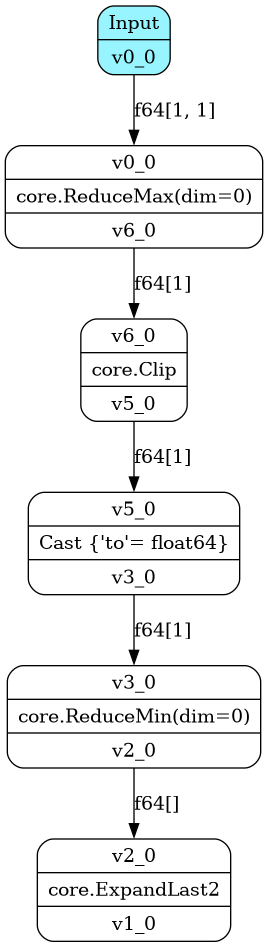 Input
v0_0
f64[1, 1]
v0_0
core.ReduceMax(dim=0)
v6_0
f64[1]
v6_0
core.Clip
v5_0
f64[1]
v5_0
Cast {'to'= float64}
v3_0
f64[1]
v3_0
core.ReduceMin(dim=0)
v2_0
f64[]
v2_0
core.ExpandLast2
v1_0